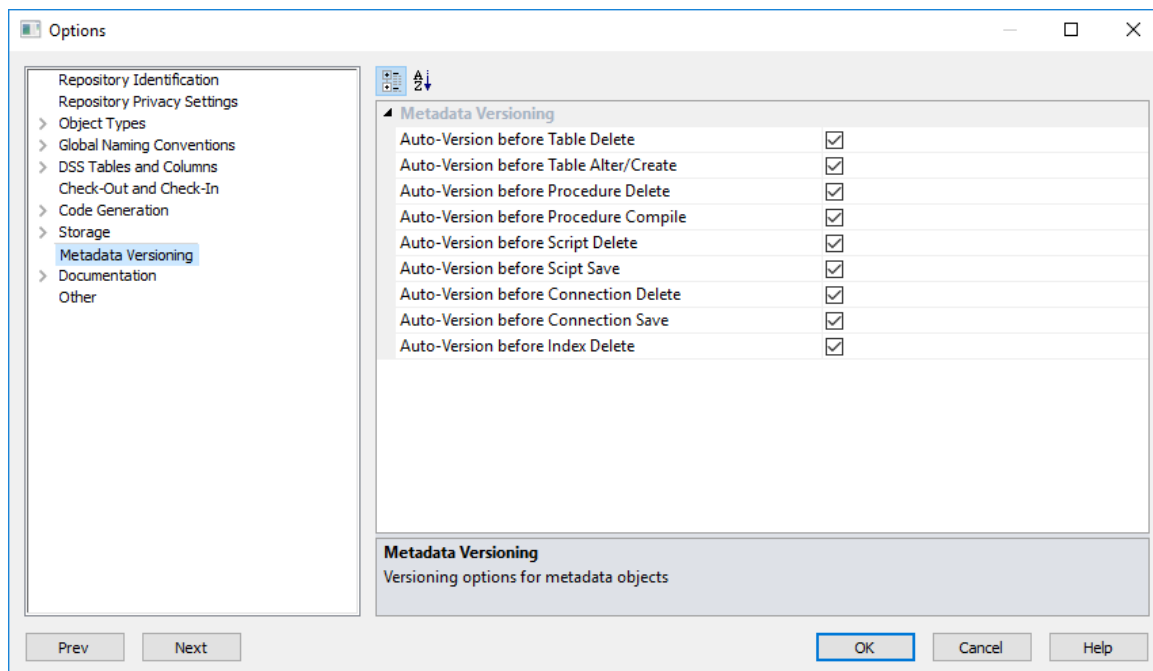 Options
Repository Identification
Repository Privacy Settings
Object Types
Global Naming Conventions
DSS Tables and Columns
Check-Out and Check-In
Code Generation
Storage
Metadata Versioning
Documentation
Other
Metadata Versioning
Auto-Version before Table Delete
Auto-Version before Table Alter/Create
Auto-Version before Procedure Delete
Auto-Version before Procedure Compile
Auto-Version before Script Delete
Auto-Version before Scipt Save
Auto-Version before Connection Delete
Auto-Version before Connection Save
Auto-Version before Index Delete
Metadata Versioning
Versioning options for metadata objects
Prev Next OK Cancel Help